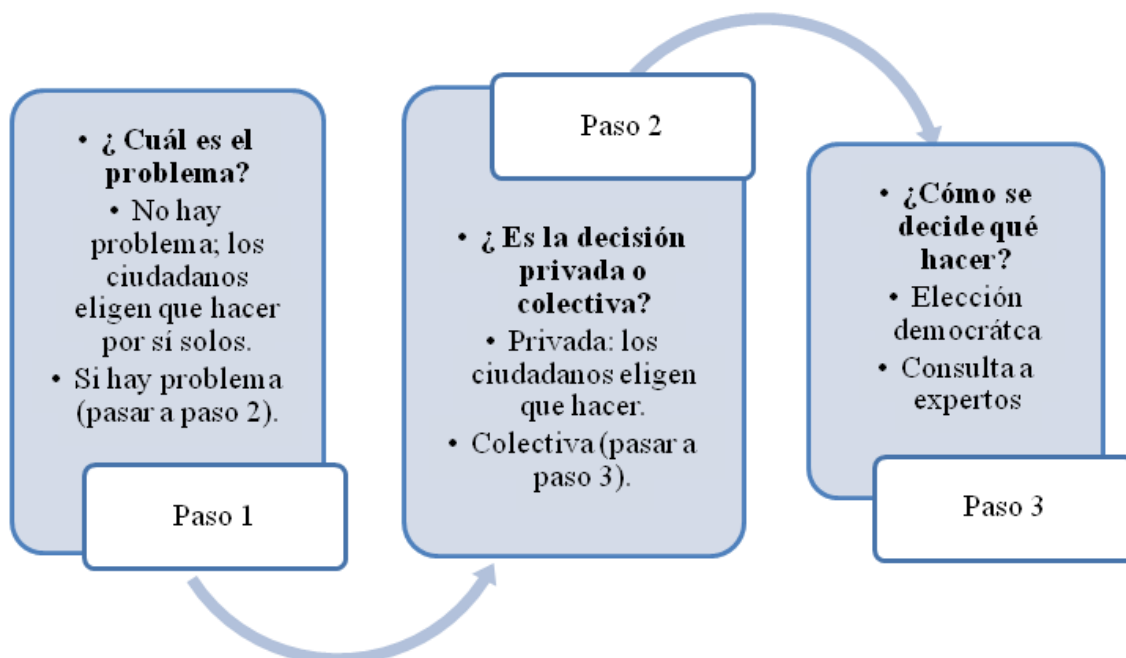 • ¿ Cuál es el
problema?
• No hay
problema; los
ciudadanos
eligen que hacer
por sí solos.
• Si hay problema
(pasar a paso 2).
Paso 1
Paso 2
• ¿ Es la decisión
privada o
colectiva?
• Privada: los
ciudadanos eligen
que hacer.
• Colectiva (pasar a
paso 3).
• ¿Cómo se
decide qué
hacer?
• Elección
democrátca
• Consulta a
expertos
Paso 3